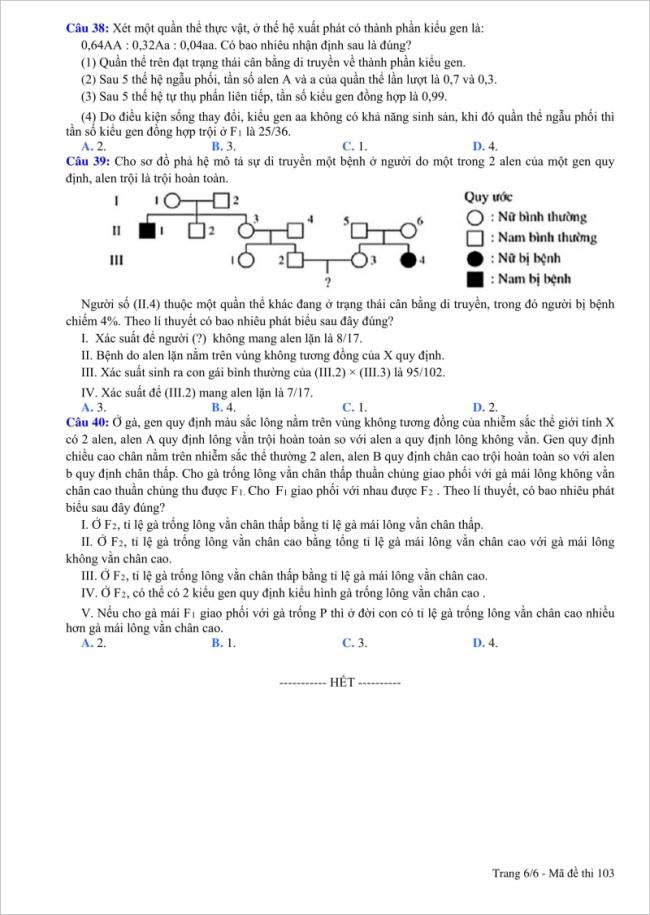 Câu 38: Xét một quần thể thực vật, ở thế hệ xuất phát có thành phần kiểu gen là:
0,64AA : 0,32Aa : 0,04aa. Có bao nhiêu nhận định sau là đúng?
(1) Quần thể trên đạt trạng thái cân bằng di truyền về thành phần kiểu gen.
(2) Sau 5 thế hệ ngẫu phối, tần số alen A và a của quần thể lần lượt là 0,7 và 0,3.
(3) Sau 5 thế hệ tự thụ phấn liên tiếp, tần số kiểu gen đồng hợp là 0,99.
(4) Do điều kiện sống thay đổi, kiểu gen aa không có khả năng sinh sản, khi đó quần thể ngẫu phối thì
tần số kiểu gen đồng hợp trội ở F1 là 25/36.
A. 2. B. 3. C. 1. D. 4.
Câu 39: Cho sơ đồ phả hệ mô tả sự di truyền một bệnh ở người do một trong 2 alen của một gen quy
định, alen trội là trội hoàn toàn.
I 1 2
II 1 2 3 4 5 6
III 1 2 3 4
?
Quy ước
: Nữ bình thường
: Nam bình thường
: Nữ bị bệnh
: Nam bị bệnh
Người số (II.4) thuộc một quần thể khác đang ở trạng thái cân bằng di truyền, trong đó người bị bệnh
chiếm 4%. Theo lí thuyết có bao nhiêu phát biểu sau đây đúng?
I. Xác suất để người (?) không mang alen lặn là 8/17.
II. Bệnh do alen lặn nằm trên vùng không tương đồng của X quy định.
III. Xác suất sinh ra con gái bình thường của (III.2) × (III.3) là 95/102.
IV. Xác suất để (III.2) mang alen lặn là 7/17.
A. 3. B. 4. C. 1. D. 2.
Câu 40: Ở gà, gen quy định màu sắc lông nằm trên vùng không tương đồng của nhiễm sắc thể giới tính X
có 2 alen, alen A quy định lông vằn trội hoàn toàn so với alen a quy định lông không vằn. Gen quy định
chiều cao chân nằm trên nhiễm sắc thể thường 2 alen, alen B quy định chân cao trội hoàn toàn so với alen
b quy định chân thấp. Cho gà trống lông vằn chân thấp thuần chủng giao phối với gà mái lông không vằn
chân cao thuần chủng thu được F1. Cho F1 giao phối với nhau được F2 . Theo lí thuyết, có bao nhiêu phát
biểu sau đây đúng?
I. Ở F2, tỉ lệ gà trống lông vằn chân thấp bằng tỉ lệ gà mái lông vằn chân thấp.
II. Ở F2, tỉ lệ gà trống lông vằn chân cao bằng tổng tỉ lệ gà mái lông vằn chân cao với gà mái lông
không vằn chân cao.
III. Ở F2, tỉ lệ gà trống lông vằn chân thấp bằng tỉ lệ gà mái lông vằn chân cao.
IV. Ở F2, có thể có 2 kiểu gen quy định kiểu hình gà trống lông vằn chân cao .
V. Nếu cho gà mái F1 giao phối với gà trống P thì ở đời con có tỉ lệ gà trống lông vằn chân cao nhiều
hơn gà mái lông vằn chân cao.
A. 2. B. 1. C. 3. D. 4.
----------- HẾT ----------
Trang 6/6 - Mã đề thi 103